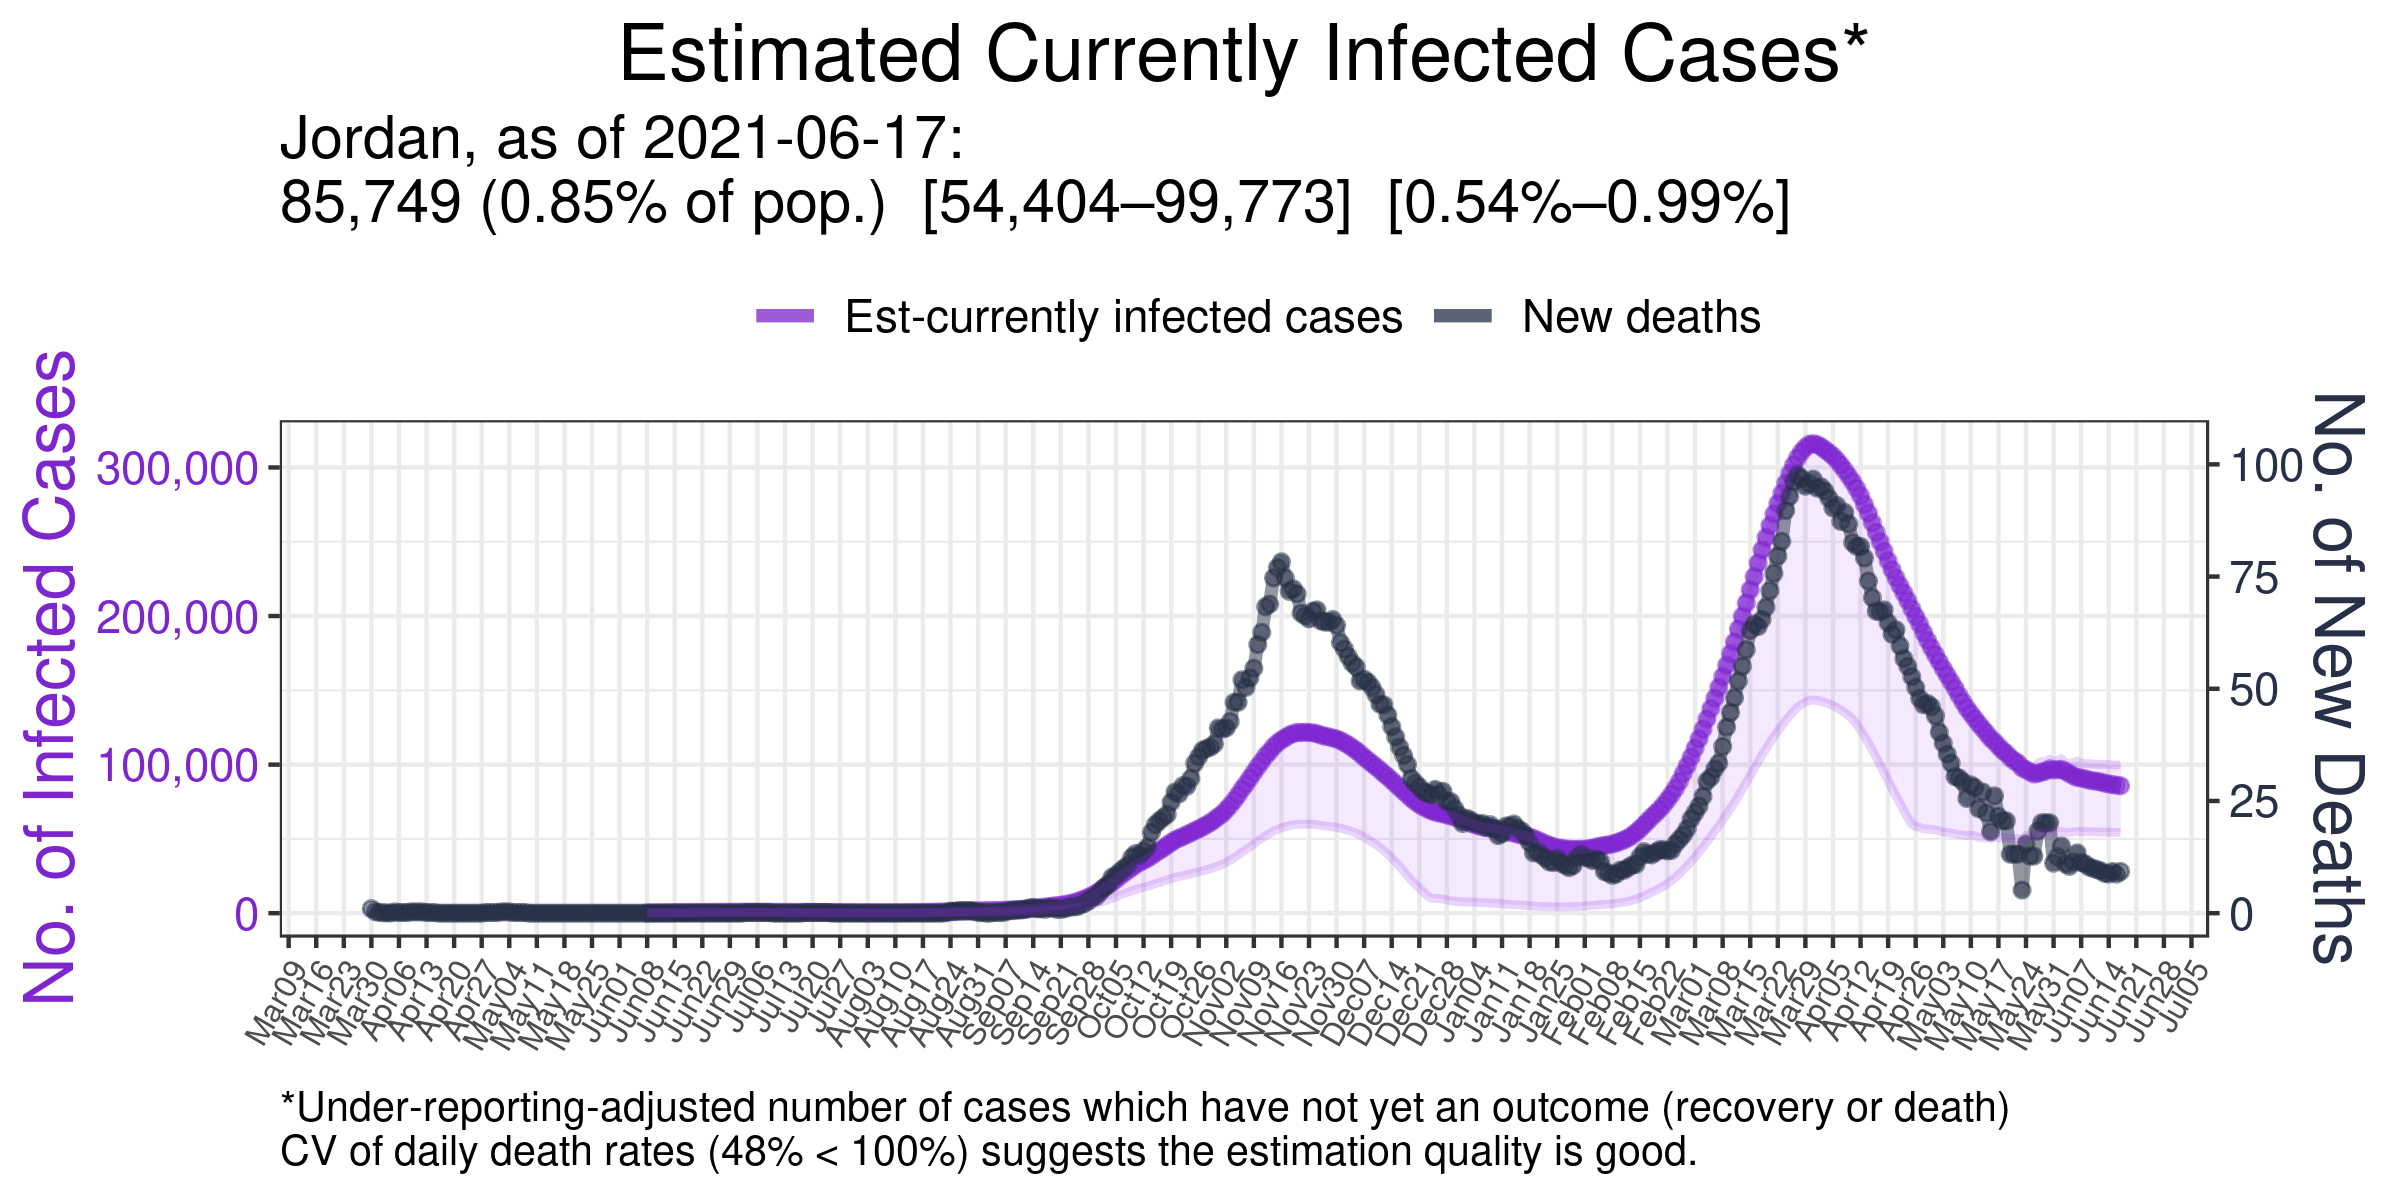 Estimated Currently Infected Cases*
Jordan, as of 2021-06-17:
85,749 (0.85% of pop.) [54,404–99,773] [0.54%–0.99%]
Est-currently infected cases New deaths
No. of Infected Cases
300,000
200,000
100,000
0
No. of New Deaths
100
75
50
25
0
Mar09 Mar16 Mar23 Mar30 Apr06 Apr13 Apr20 Apr27 May04 May11 May18 May25 Jun01 Jun08 Jun15 Jun22 Jun29 Jul06 Jul13 Jul20 Jul27 Aug03 Aug10 Aug17 Aug24 Aug31 Sep07 Sep14 Sep21 Sep28 Oct05 Oct12 Oct19 Oct26 Nov02 Nov09 Nov16 Nov23 Nov30 Dec07 Dec14 Dec21 Dec28 Jan04 Jan11 Jan18 Jan25 Feb01 Feb08 Feb15 Feb22 Mar01 Mar08 Mar15 Mar22 Mar29 Apr05 Apr12 Apr19 Apr26 May03 May10 May17 May24 May31 Jun07 Jun14 Jun21 Jun28 Jul05
*Under-reporting-adjusted number of cases which have not yet an outcome (recovery or death)
CV of daily death rates (48% < 100%) suggests the estimation quality is good.